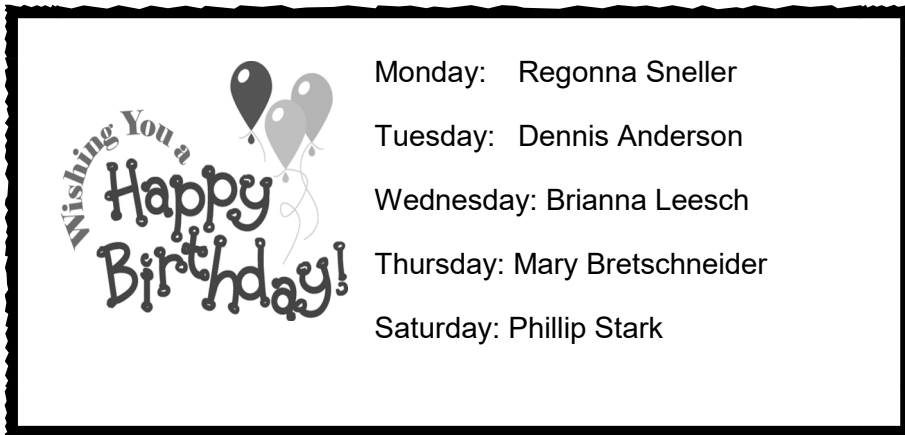 Wishing You a
Happy
Birthday!
Monday: Regonna Sneller
Tuesday: Dennis Anderson
Wednesday: Brianna Leesch
Thursday: Mary Bretschneider
Saturday: Phillip Stark